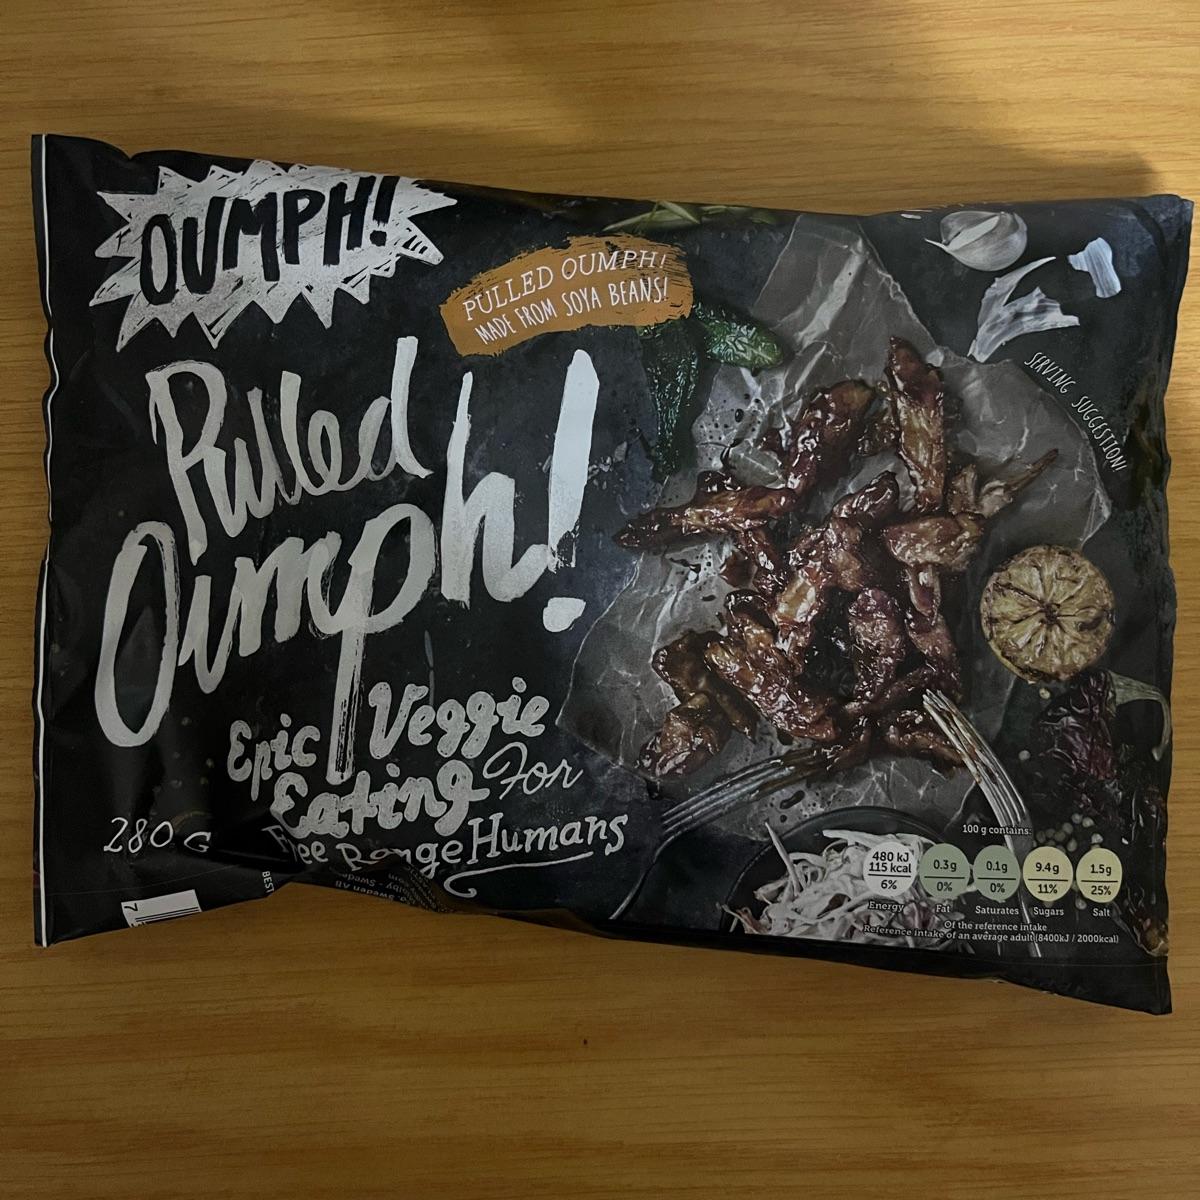 OUMPH!
PULLED OUMPH!
MADE FROM SOYA BEANS!
Pulled
Oumph!
SERVING SUGGESTION!
Epic Veggie
Eating For
Free Range Humans
280 G
BEST
7
100 g contains:
480 kJ
115 kcal
6%
Energy
0.3g
0%
Fat
0.1g
0%
Saturates
9.4g
11%
Sugars
1.5g
25%
Salt
Of the reference intake
Reference intake of an average adult (8400kJ / 2000kcal)